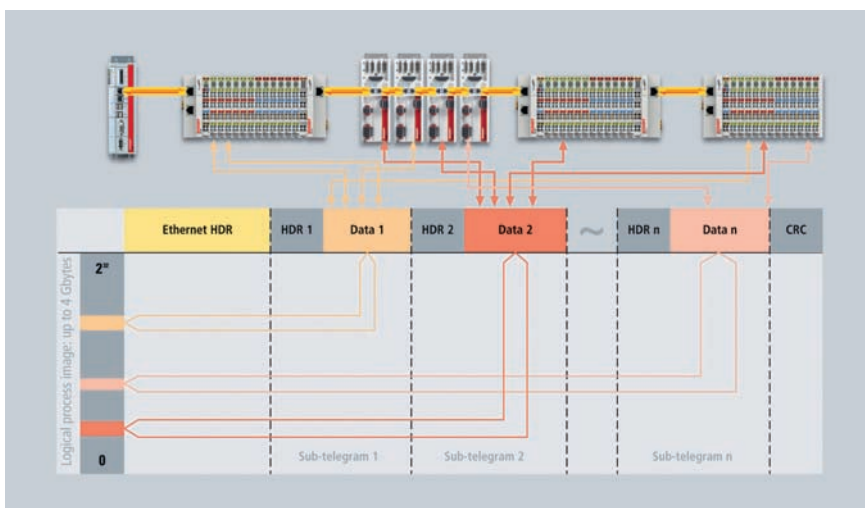 Ethernet HDR
HDR 1
Data 1
HDR 2
Data 2
~
HDR n
Data n
CRC
Logical process image: up to 4 Gbytes
0
Sub-telegram 1
Sub-telegram 2
Sub-telegram n